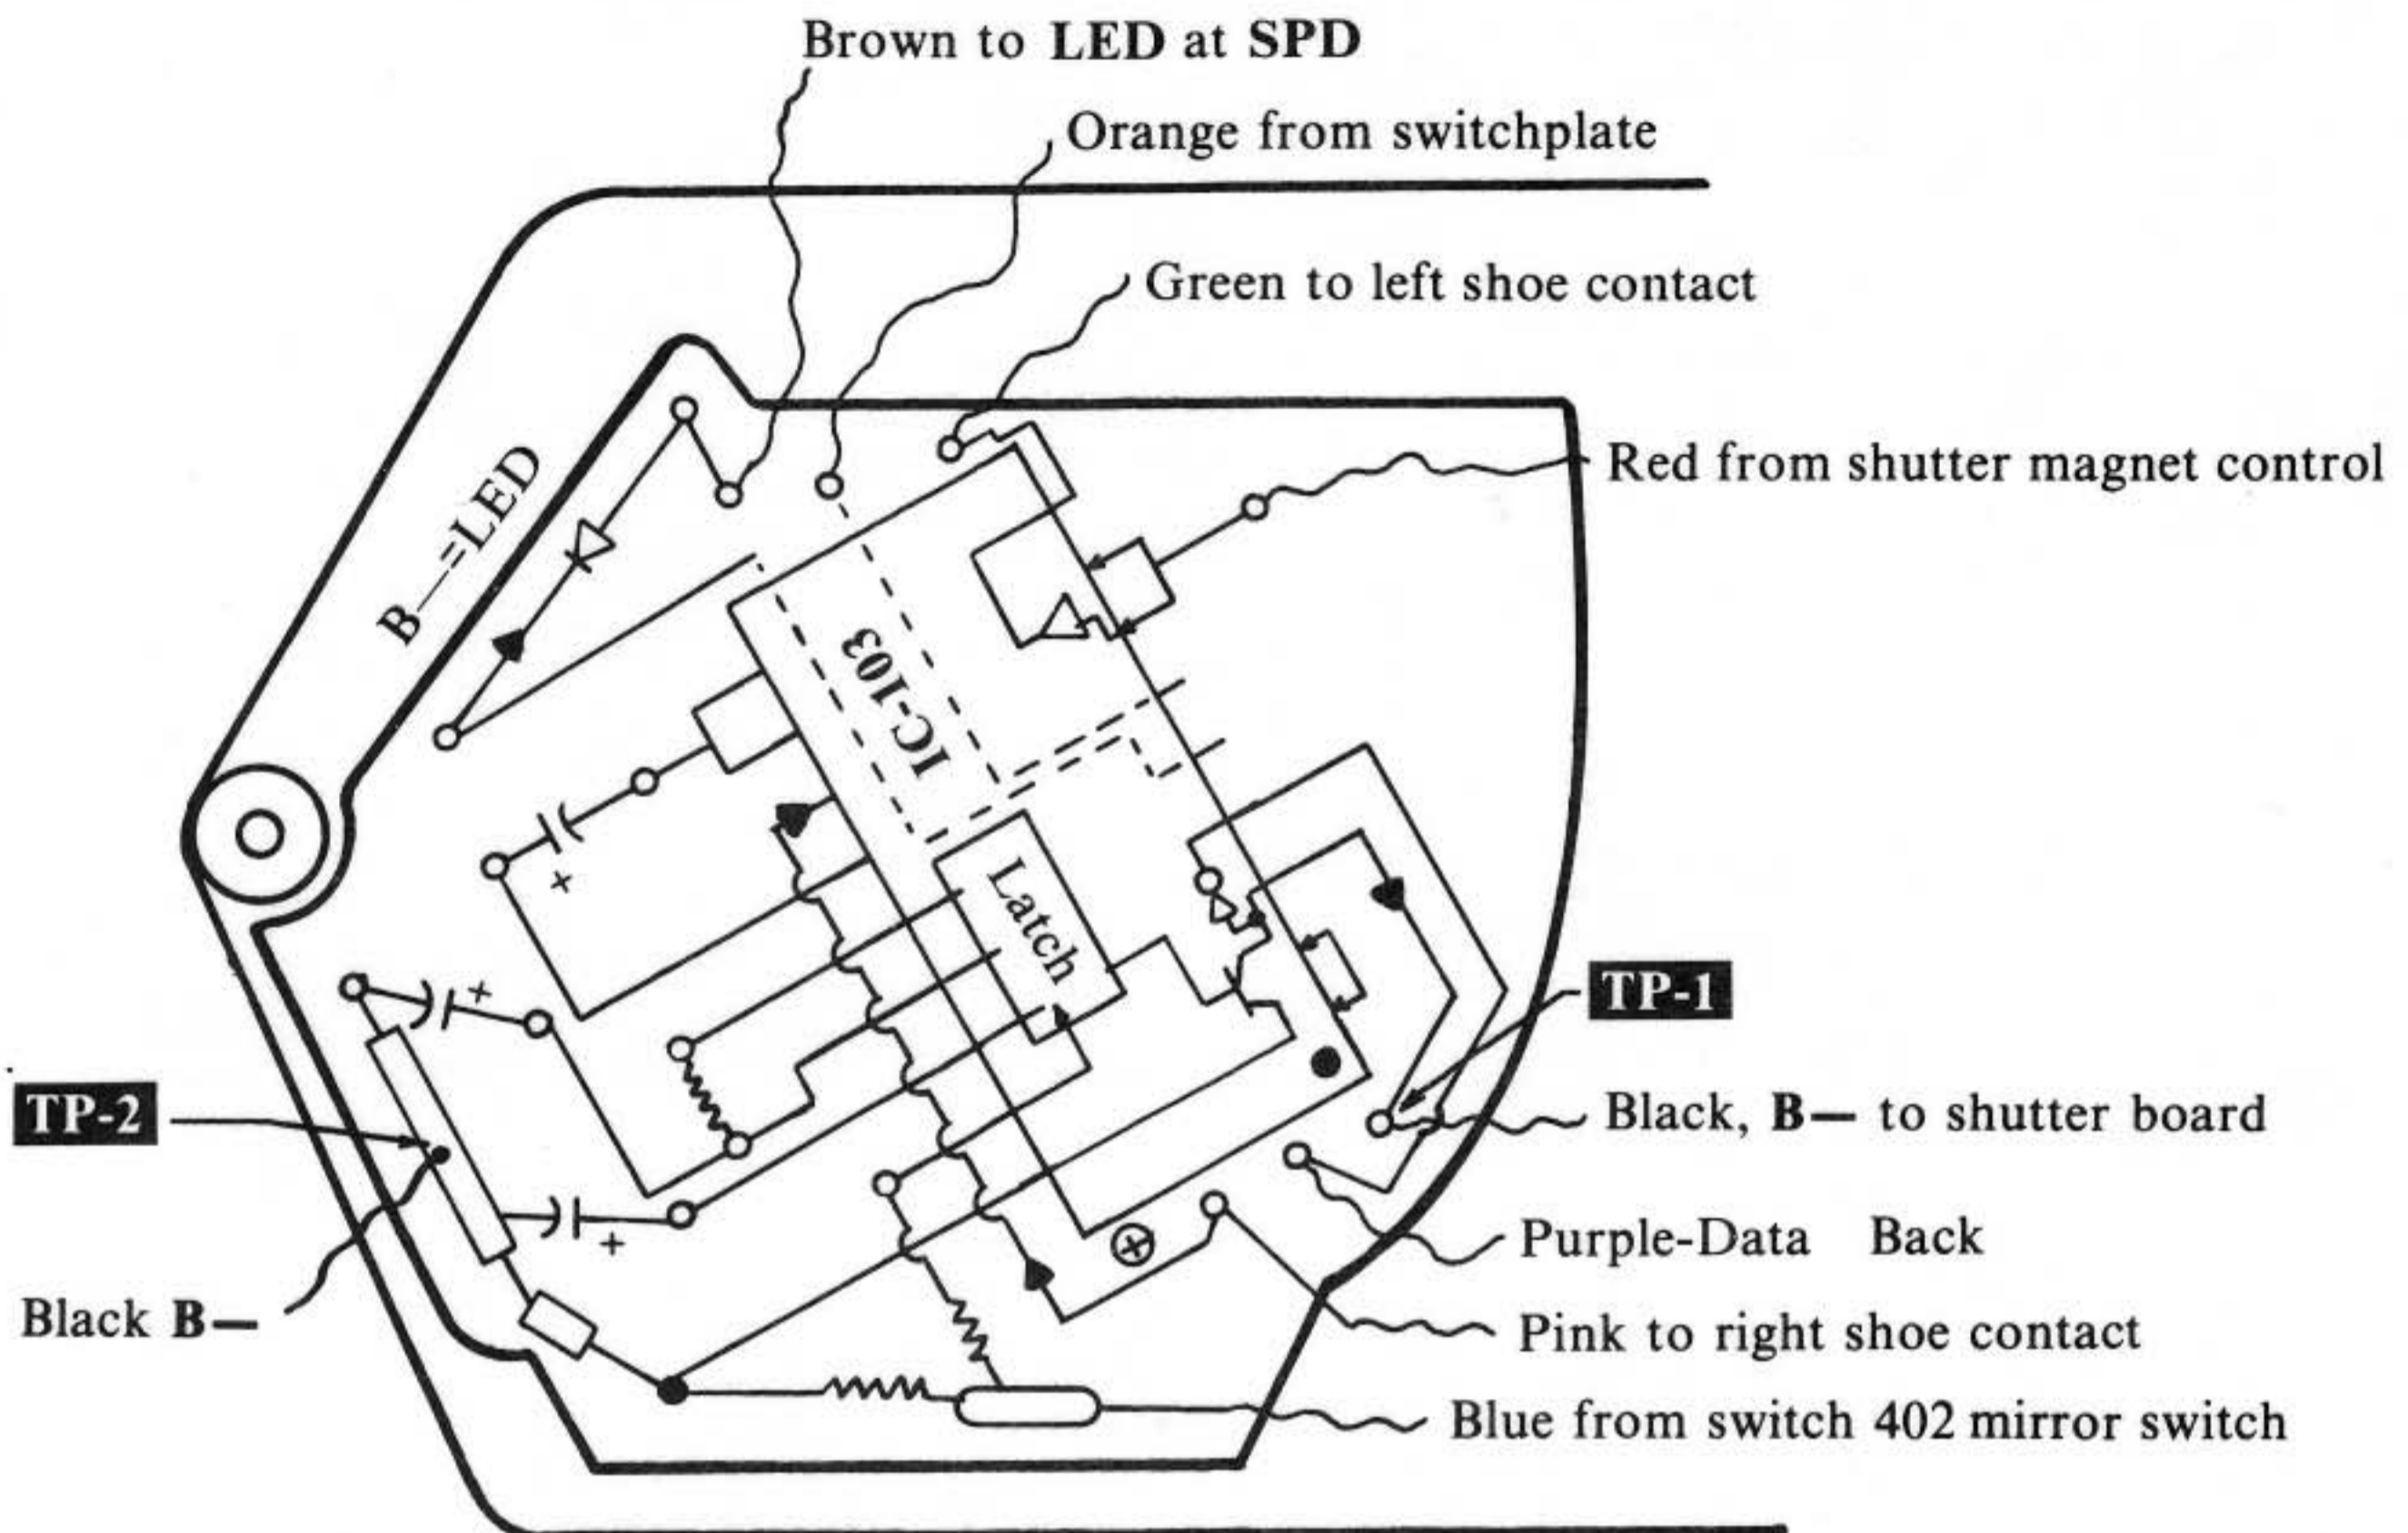 Brown to LED at SPD
Orange from switchplate
Green to left shoe contact
Red from shutter magnet control
B—=LED
IC-103
+
Latch
+
TP-1
TP-2
Black, B— to shutter board
Purple-Data Back
+
Black B—
Pink to right shoe contact
Blue from switch 402 mirror switch